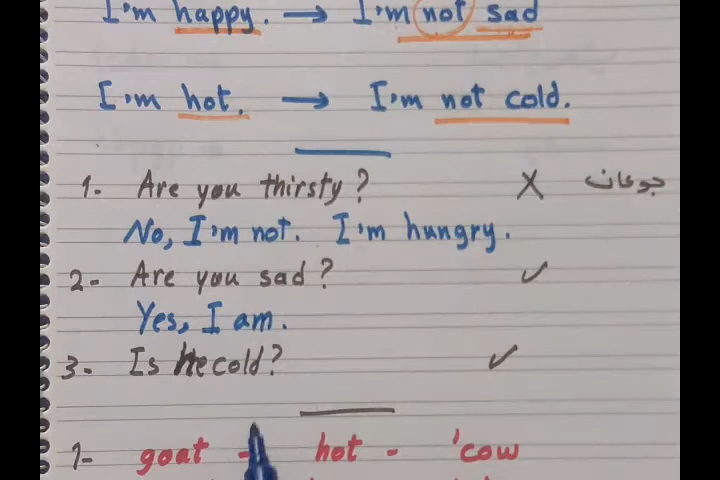 I'm happy. → I'm not sad
I'm hot. → I'm not cold.
1. Are you thirsty? X جوعان
No, I'm not. I'm hungry.
2- Are you sad? ✓
Yes, I am.
3- Is He cold? ✓
1- goat - hot - 'cow